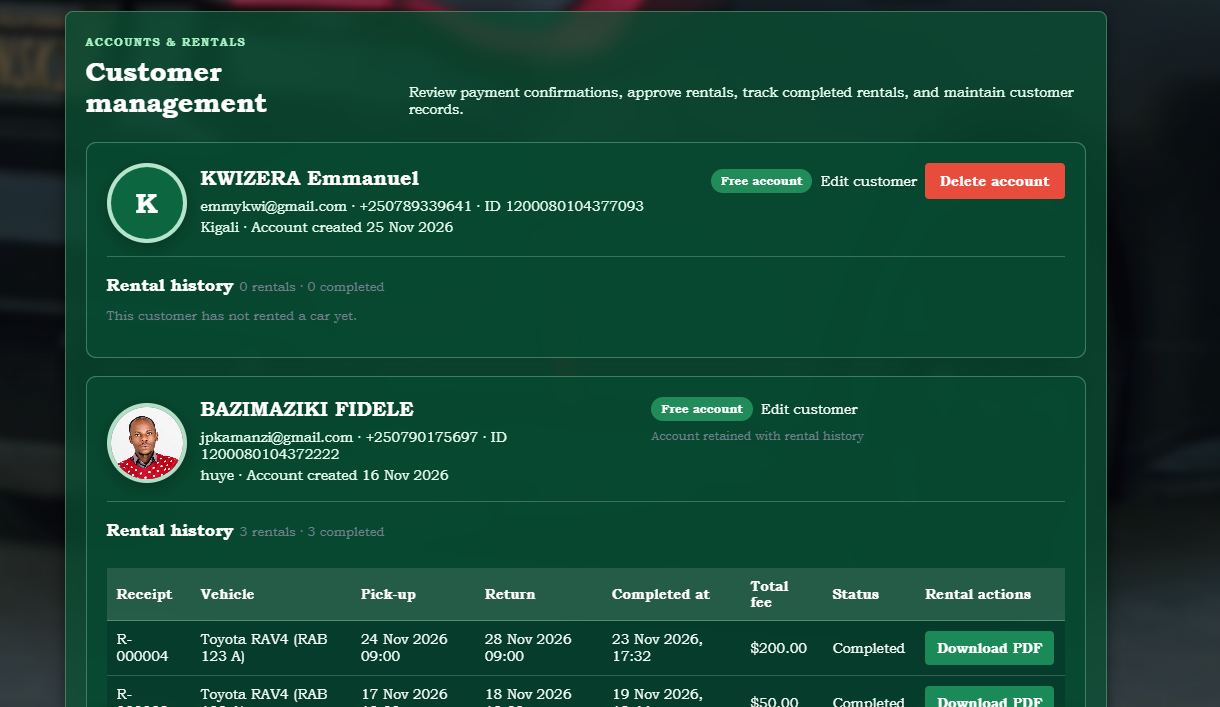 ACCOUNTS & RENTALS
Customer
management
Review payment confirmations, approve rentals, track completed rentals, and maintain customer
records.
K
KWIZERA Emmanuel
emmykwi@gmail.com · +250789339641 · ID 1200080104377093
Kigali · Account created 25 Nov 2026
Free account
Edit customer
Delete account
Rental history 0 rentals · 0 completed
This customer has not rented a car yet.
BAZIMAZIKI FIDELE
jpkamanzi@gmail.com · +250790175697 · ID
1200080104372222
huye · Account created 16 Nov 2026
Free account
Edit customer
Account retained with rental history
Rental history 3 rentals · 3 completed
Receipt Vehicle Pick-up Return Completed at Total fee Status Rental actions
R-000004 Toyota RAV4 (RAB 123 A) 24 Nov 2026 09:00 28 Nov 2026 09:00 23 Nov 2026, 17:32 $200.00 Completed Download PDF
R- Toyota RAV4 (RAB 17 Nov 2026 18 Nov 2026 19 Nov 2026, $50.00 Completed Download PDF